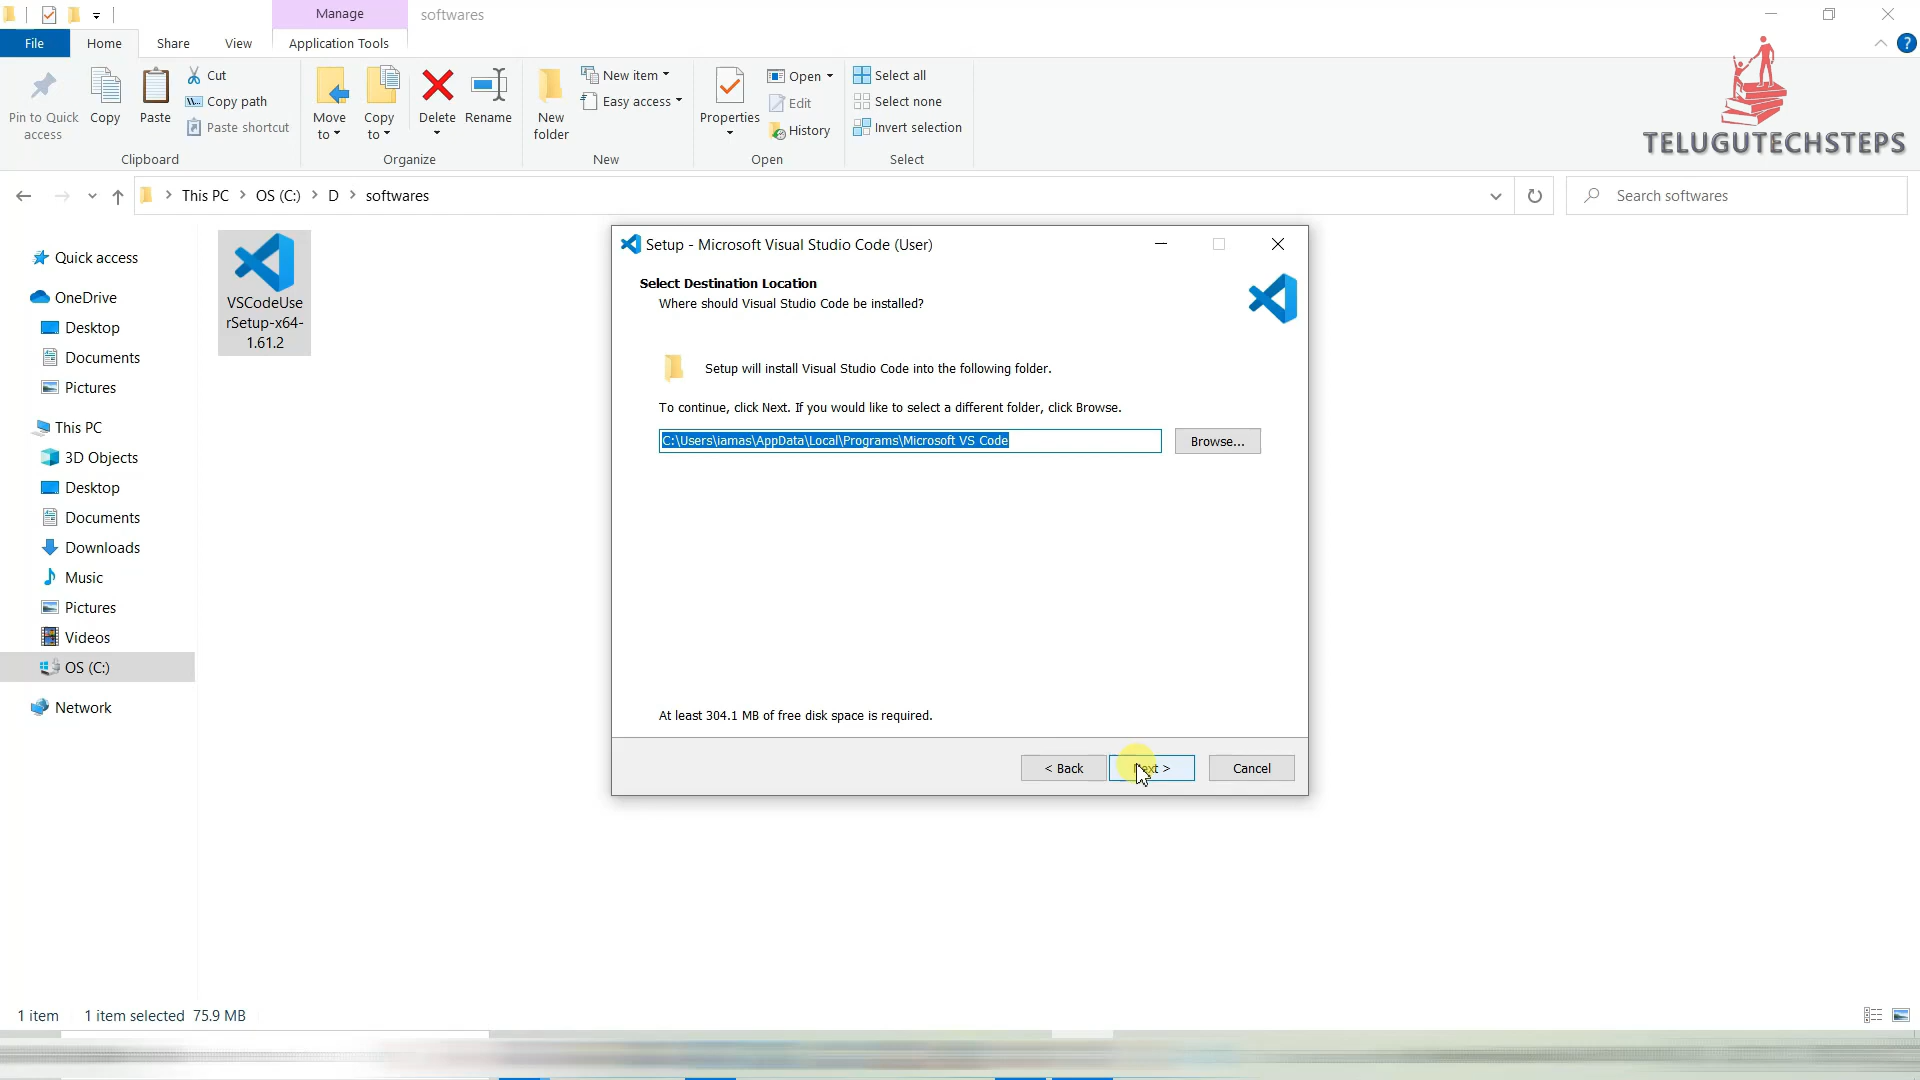 Manage
softwares
File
Home
Share
View
Application Tools
Pin to Quick
access
Copy
Paste
Cut
Copy path
Paste shortcut
Clipboard
Move
to
Copy
to
Delete
Rename
Organize
New
folder
New item
Easy access
New
Properties
Open
Edit
History
Open
Select all
Select none
Invert selection
Select
TELUGUTECHSTEPS
This PC
OS (C:)
D
softwares
Search softwares
Quick access
OneDrive
Desktop
Documents
Pictures
This PC
3D Objects
Desktop
Documents
Downloads
Music
Pictures
Videos
OS (C:)
Network
VSCodeUse
rSetup-x64-
1.61.2
Setup - Microsoft Visual Studio Code (User)
Select Destination Location
Where should Visual Studio Code be installed?
Setup will install Visual Studio Code into the following folder.
To continue, click Next. If you would like to select a different folder, click Browse.
C:\Users\iamas\AppData\Local\Programs\Microsoft VS Code
Browse...
At least 304.1 MB of free disk space is required.
< Back
Next >
Cancel
1 item
1 item selected 75.9 MB